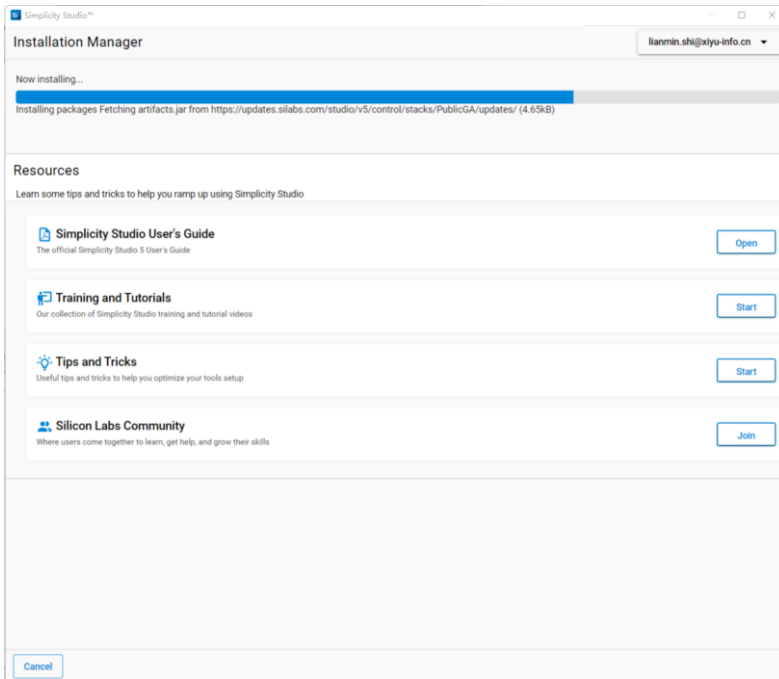 Simplicity Studio™
Installation Manager
lianmin.shi@xiyu-info.cn
Now installing...
Installing packages Fetching artifacts.jar from https://updates.silabs.com/studio/v5/control/stacks/PublicGA/updates/ (4.65kB)
Resources
Learn some tips and tricks to help you ramp up using Simplicity Studio
Simplicity Studio User's Guide
The official Simplicity Studio 5 User's Guide
Open
Training and Tutorials
Our collection of Simplicity Studio training and tutorial videos
Start
Tips and Tricks
Useful tips and tricks to help you optimize your tools setup
Start
Silicon Labs Community
Where users come together to learn, get help, and grow their skills
Join
Cancel